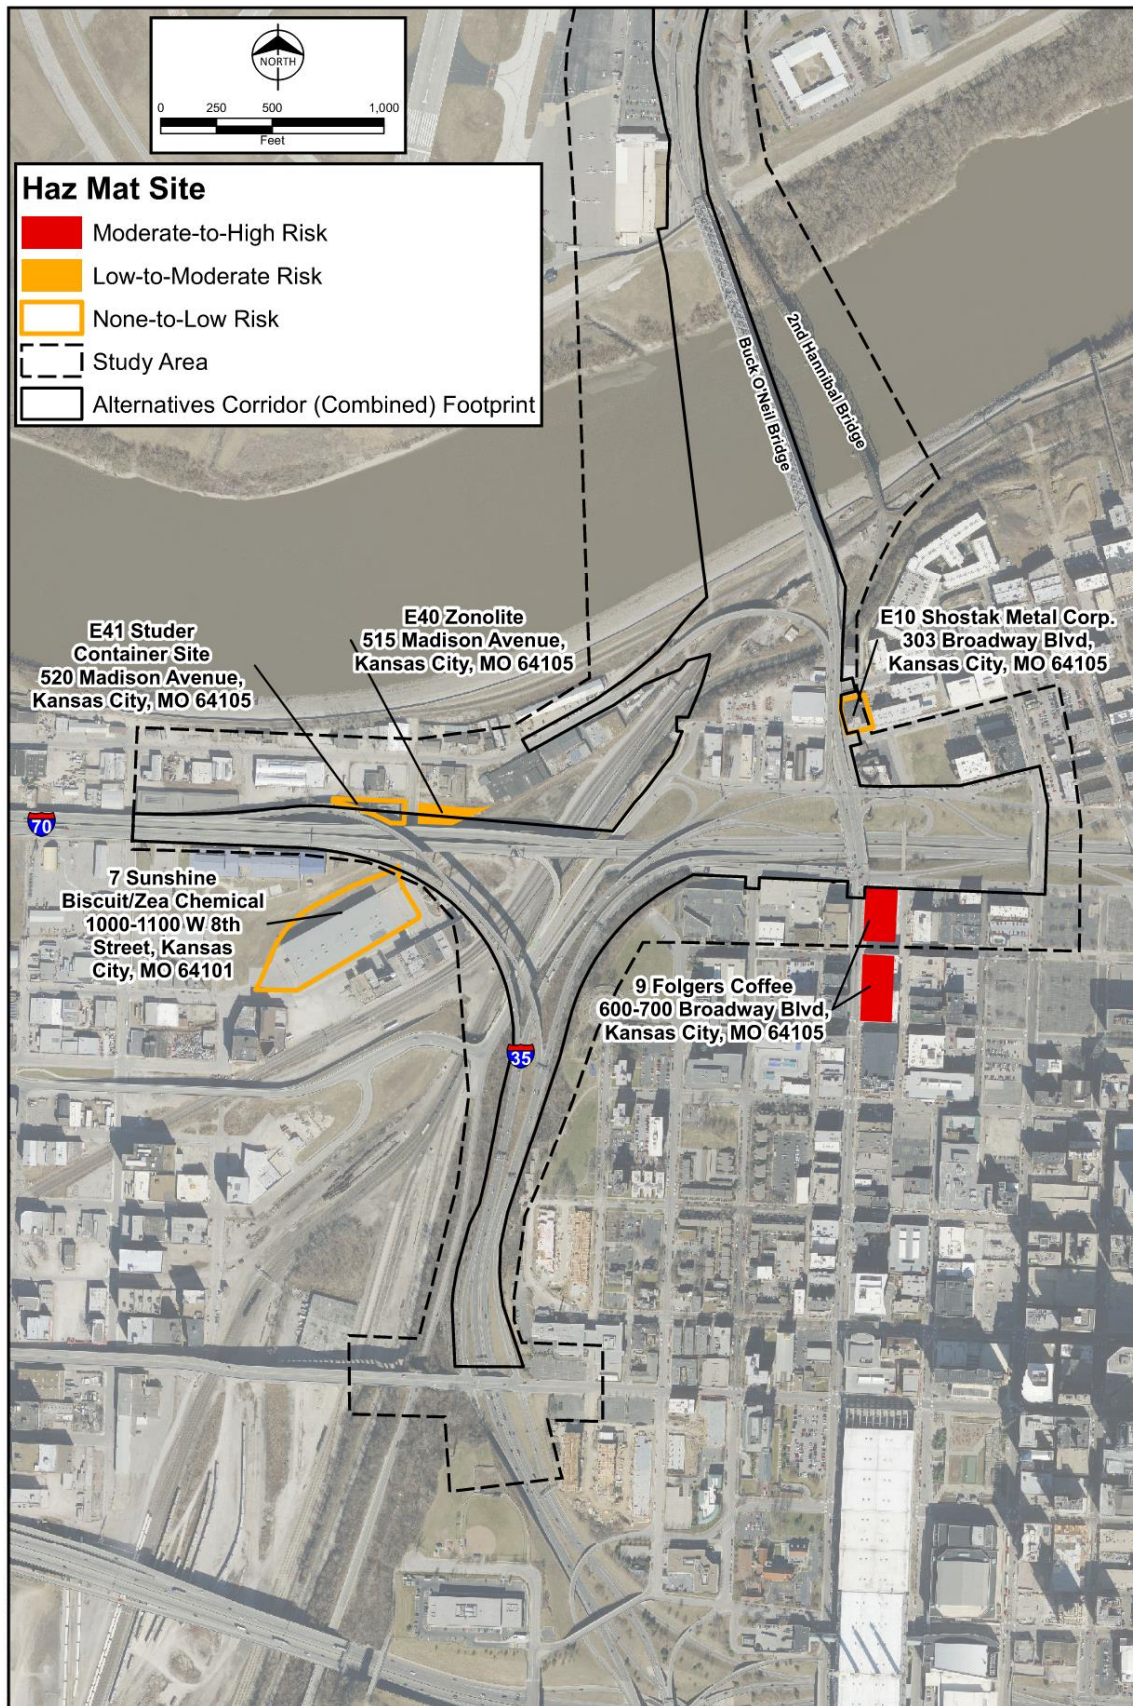 NORTH
0 250 500 1,000
Feet
Haz Mat Site
Moderate-to-High Risk
Low-to-Moderate Risk
None-to-Low Risk
Study Area
Alternatives Corridor (Combined) Footprint
Buck O'Neil Bridge
2nd Hannibal Bridge
E41 Studer
Container Site
520 Madison Avenue,
Kansas City, MO 64105
E40 Zonolite
515 Madison Avenue,
Kansas City, MO 64105
E10 Shostak Metal Corp.
303 Broadway Blvd,
Kansas City, MO 64105
70
7 Sunshine
Biscuit/Zea Chemical
1000-1100 W 8th
Street, Kansas
City, MO 64101
9 Folgers Coffee
600-700 Broadway Blvd,
Kansas City, MO 64105
35